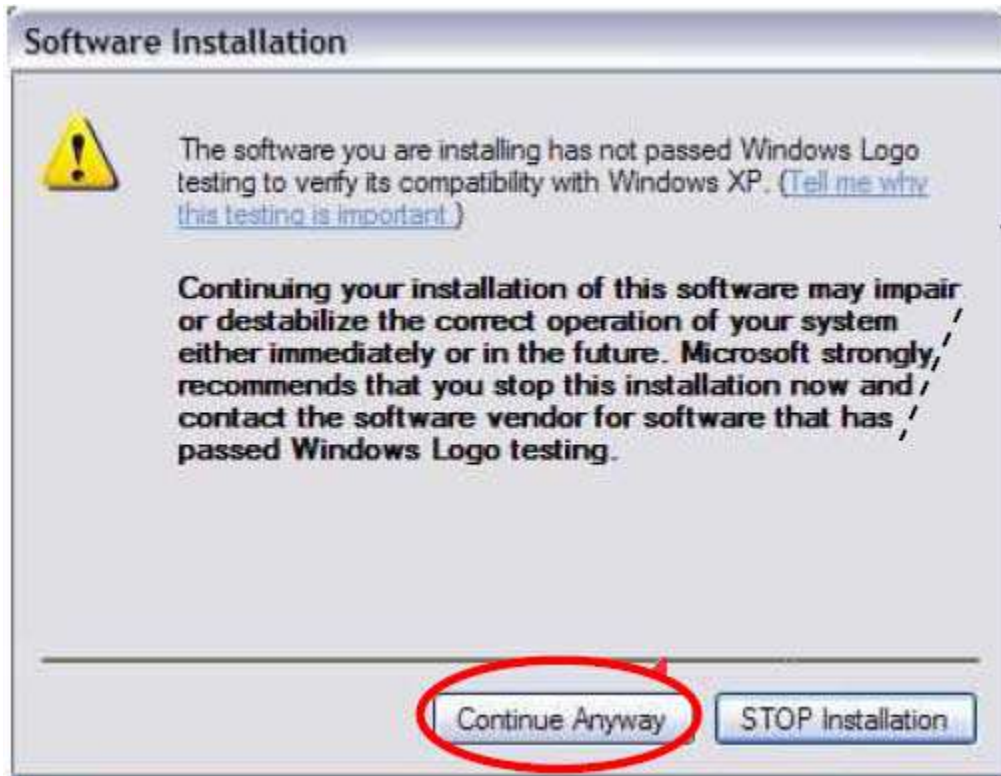 Software Installation
The software you are installing has not passed Windows Logo
testing to verify its compatibility with Windows XP. (Tell me why
this testing is important.)
Continuing your installation of this software may impair
or destabilize the correct operation of your system
either immediately or in the future. Microsoft strongly
recommends that you stop this installation now and
contact the software vendor for software that has
passed Windows Logo testing.
Continue Anyway STOP Installation